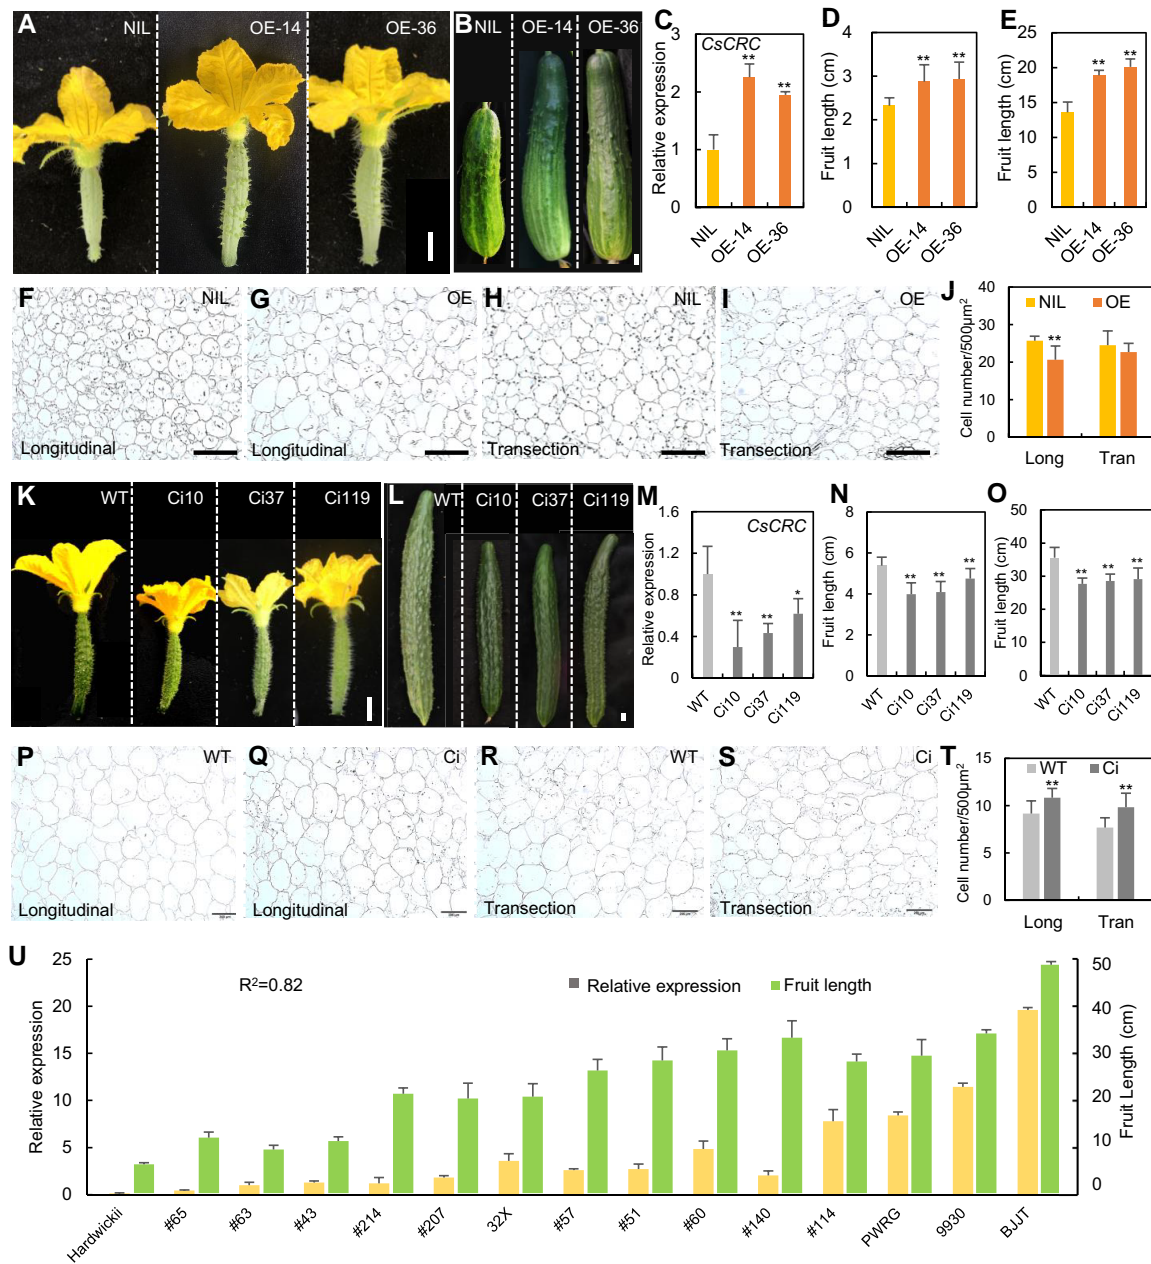 A NIL OE-14 OE-36
B NIL OE-14 OE-36
C
CsCRC
Relative expression
3
2
1
0
**
**
NIL
OE-14
OE-36
D
Fruit length (cm)
4
3
2
1
0
**
**
NIL
OE-14
OE-36
E
Fruit length (cm)
25
20
15
10
5
0
**
**
NIL
OE-14
OE-36
F NIL
Longitudinal
G OE
Longitudinal
H NIL
Transection
I OE
Transection
J
Cell number/500µm²
40
30
20
10
0
NIL OE
**
Long Tran
K WT Ci10 Ci37 Ci119
L WT Ci10 Ci37 Ci119
M
CsCRC
Relative expression
1.6
1.2
0.8
0.4
0
**
**
*
WT
Ci10
Ci37
Ci119
N
Fruit length (cm)
8
6
4
2
0
**
**
**
WT
Ci10
Ci37
Ci119
O
Fruit length (cm)
50
40
30
20
10
0
**
**
**
WT
Ci10
Ci37
Ci119
P WT
Longitudinal
Q Ci
Longitudinal
R WT
Transection
S Ci
Transection
T
Cell number/500µm²
15
10
5
0
WT Ci
**
**
Long Tran
U
R²=0.82
Relative expression Fruit length
Relative expression
25
20
15
10
5
0
Fruit Length (cm)
50
40
30
20
10
0
Hardwickii
#65
#63
#43
#214
#207
32X
#57
#51
#60
#140
#114
PWRG
9930
BJJT